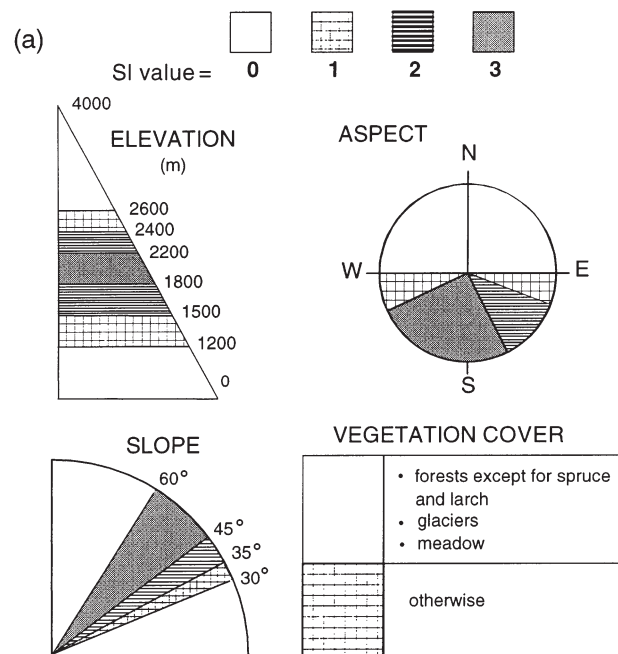 (a)
SI value = 0 1 2 3
ELEVATION
(m)
4000
2600
2400
2200
1800
1500
1200
0
ASPECT
N
W
E
S
SLOPE
60°
45°
35°
30°
VEGETATION COVER
• forests except for spruce
and larch
• glaciers
• meadow
otherwise